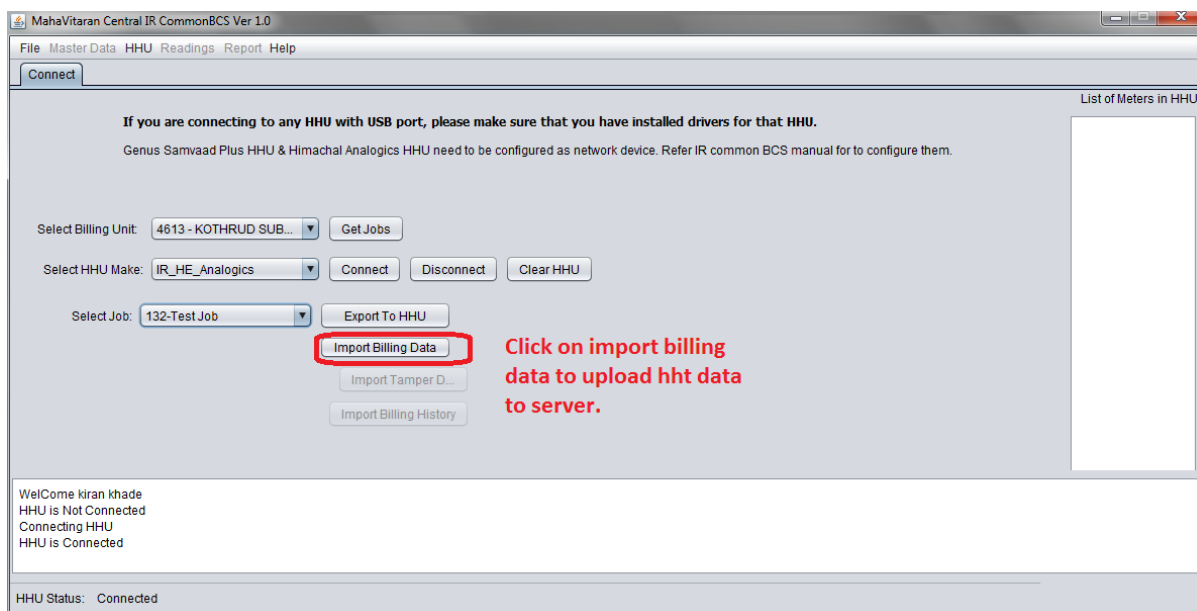 MahaVitaran Central IR CommonBCS Ver 1.0
File Master Data HHU Readings Report Help
Connect
List of Meters in HHU
If you are connecting to any HHU with USB port, please make sure that you have installed drivers for that HHU.
Genus Samvaad Plus HHU & Himachal Analogics HHU need to be configured as network device. Refer IR common BCS manual for to configure them.
Select Billing Unit: 4613 - KOTHRUD SUB... Get Jobs
Select HHU Make: IR_HE_Analogics Connect Disconnect Clear HHU
Select Job: 132-Test Job Export To HHU
Import Billing Data
Import Tamper D...
Import Billing History
Click on import billing
data to upload hht data
to server.
WelCome kiran khade
HHU is Not Connected
Connecting HHU
HHU is Connected
HHU Status: Connected